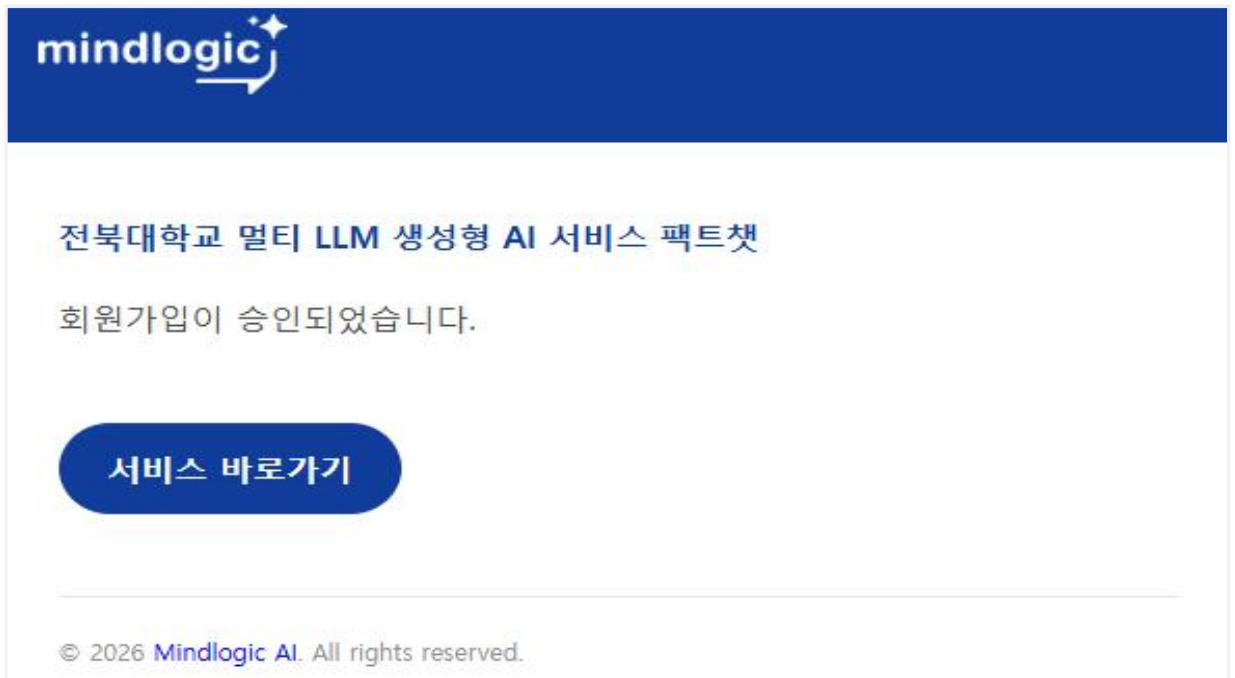 mindlogic
전북대학교 멀티 LLM 생성형 AI 서비스 팩트챗
회원가입이 승인되었습니다.
서비스 바로가기
© 2026 Mindlogic AI. All rights reserved.